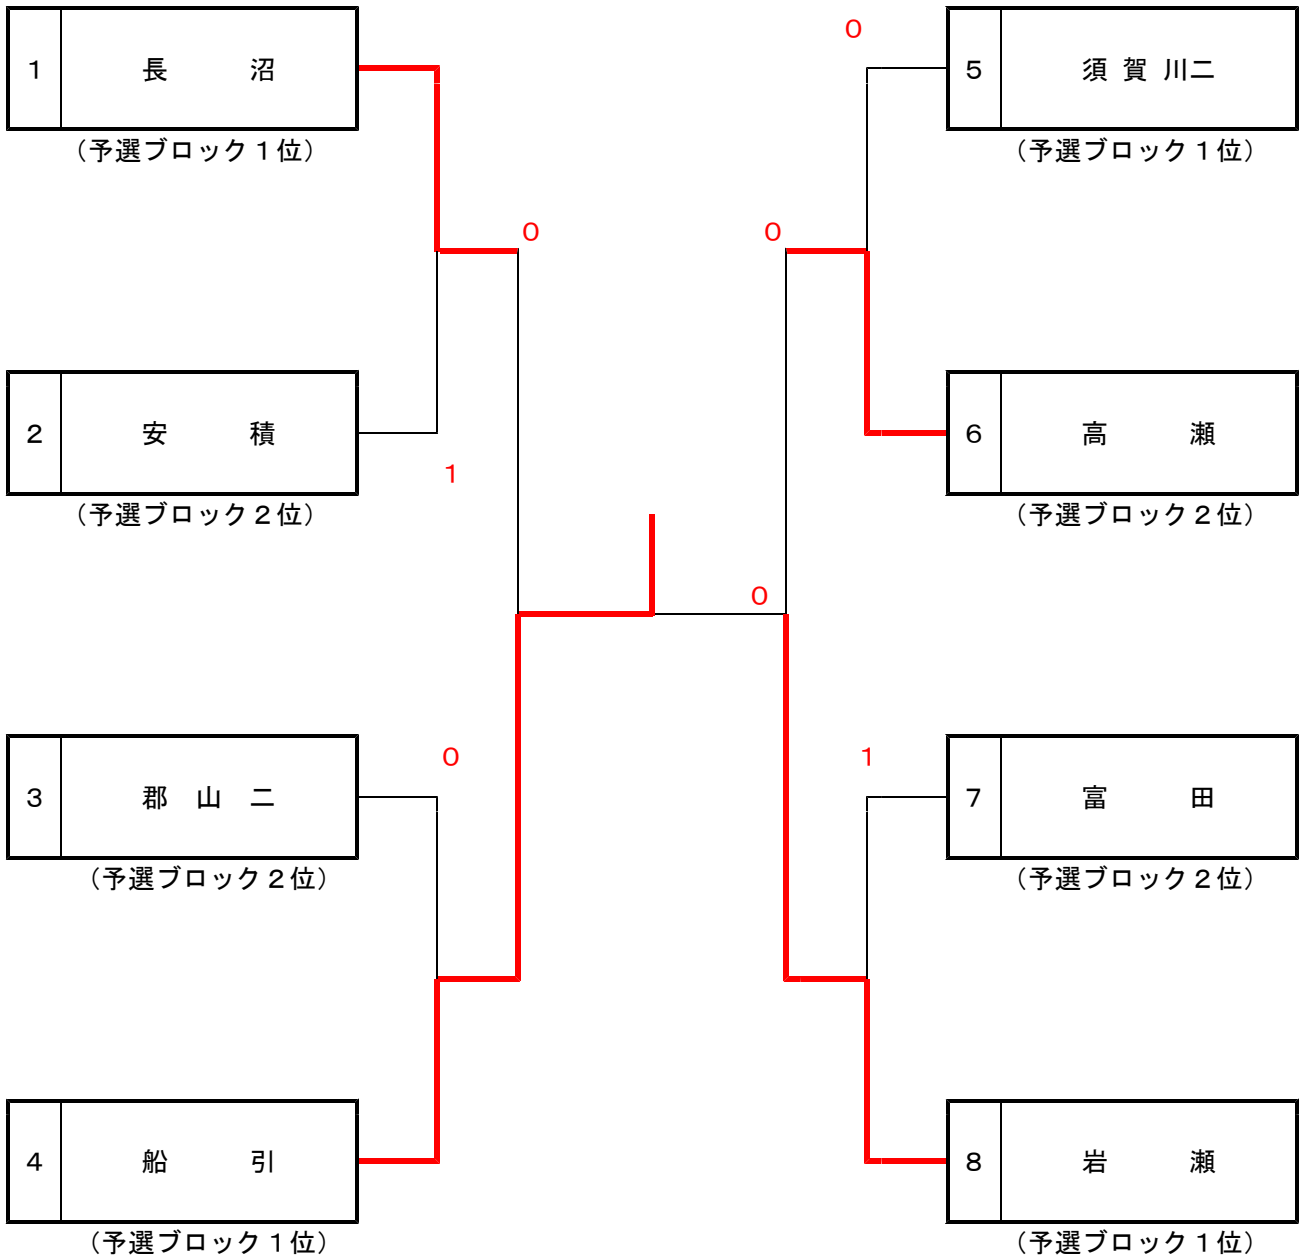 ０
１ 長　　　沼
５ 須 賀 川二
（予選ブロック１位）
（予選ブロック１位）
０
０
２ 安　　　積
６ 高　　　瀬
１
（予選ブロック２位）
（予選ブロック２位）
０
０
１
３ 郡　山　二
７ 富　　　田
（予選ブロック２位）
（予選ブロック２位）
４ 船　　　引
８ 岩　　　瀬
（予選ブロック１位）
（予選ブロック１位）